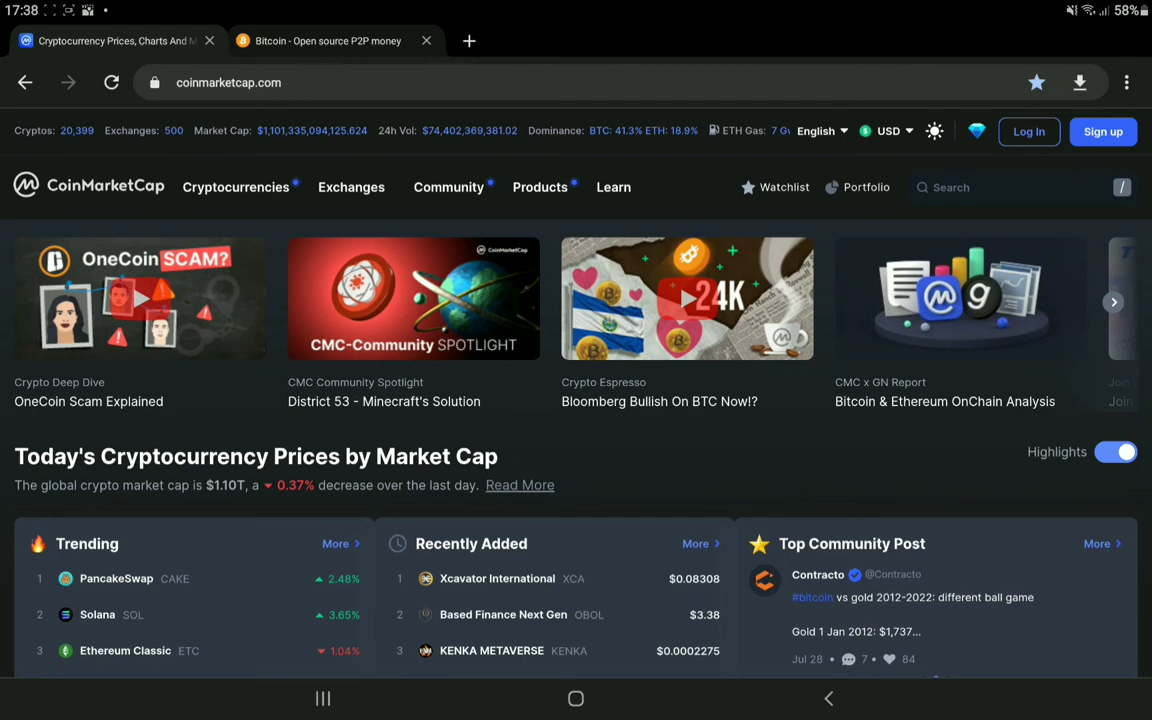 17:38
58%
Cryptocurrency Prices, Charts And M
Bitcoin - Open source P2P money
coinmarketcap.com
Cryptos: 20,399 Exchanges: 500 Market Cap: $1,101,335,094,125.624 24h Vol: $74,402,369,381.02 Dominance: BTC: 41.3% ETH: 18.9% ETH Gas: 7 Gw English USD Log In Sign up
CoinMarketCap Cryptocurrencies Exchanges Community Products Learn Watchlist Portfolio Search /
OneCoin SCAM?
CoinMarketCap
CMC-Community SPOTLIGHT
24K
Crypto Deep Dive
OneCoin Scam Explained
CMC Community Spotlight
District 53 - Minecraft's Solution
Crypto Espresso
Bloomberg Bullish On BTC Now!?
CMC x GN Report
Bitcoin & Ethereum OnChain Analysis
Join
Join
Today's Cryptocurrency Prices by Market Cap
Highlights
The global crypto market cap is $1.10T, a 0.37% decrease over the last day. Read More
Trending More
1 PancakeSwap CAKE 2.48%
2 Solana SOL 3.65%
3 Ethereum Classic ETC 1.04%
Recently Added More
1 Xcavator International XCA $0.08308
2 Based Finance Next Gen OBOL $3.38
3 KENKA METAVERSE KENKA $0.0002275
Top Community Post More
Contracto @Contracto
#bitcoin vs gold 2012-2022: different ball game
Gold 1 Jan 2012: $1,737...
Jul 28 • 7 • 84